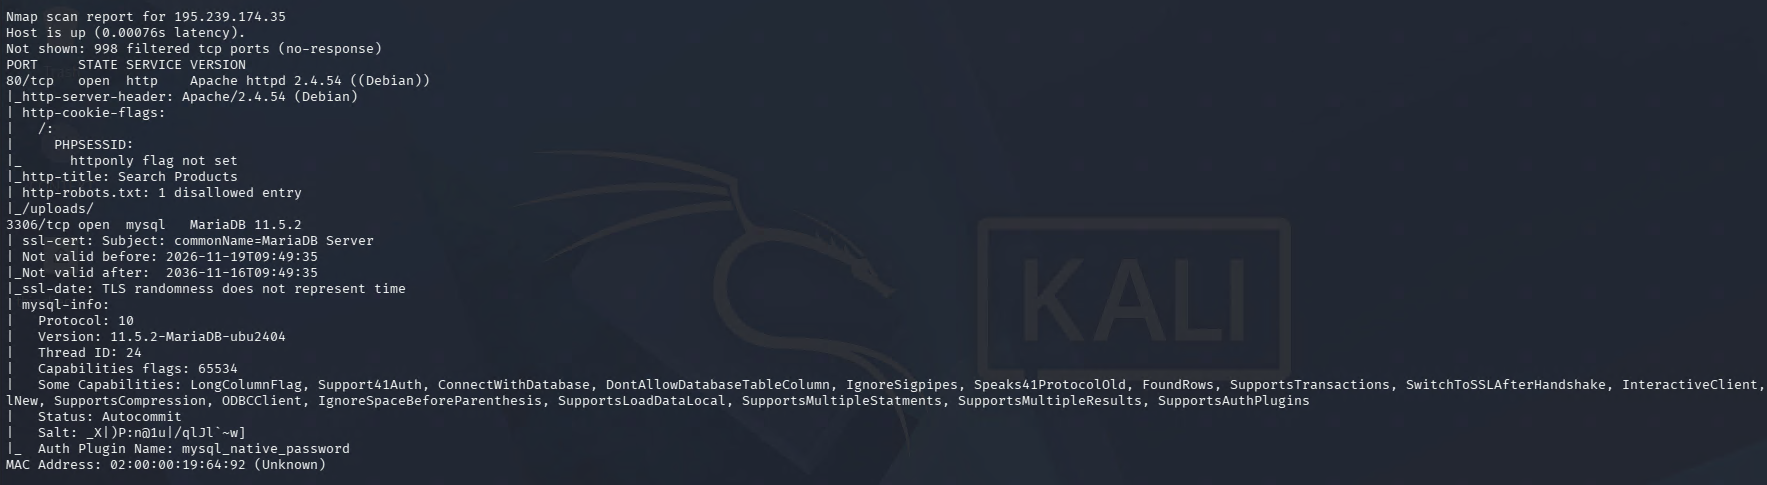 Nmap scan report for 195.239.174.35
Host is up (0.00076s latency).
Not shown: 998 filtered tcp ports (no-response)
PORT     STATE SERVICE VERSION
80/tcp   open  http    Apache httpd 2.4.54 ((Debian))
|_http-server-header: Apache/2.4.54 (Debian)
| http-cookie-flags:
|   /:
|     PHPSESSID:
|_      httponly flag not set
|_http-title: Search Products
| http-robots.txt: 1 disallowed entry
|_/uploads/
3306/tcp open  mysql   MariaDB 11.5.2
| ssl-cert: Subject: commonName=MariaDB Server
| Not valid before: 2026-11-19T09:49:35
|_Not valid after:  2036-11-16T09:49:35
|_ssl-date: TLS randomness does not represent time
| mysql-info:
|   Protocol: 10
|   Version: 11.5.2-MariaDB-ubu2404
|   Thread ID: 24
|   Capabilities flags: 65534
|   Some Capabilities: LongColumnFlag, Support41Auth, ConnectWithDatabase, DontAllowDatabaseTableColumn, IgnoreSigpipes, Speaks41ProtocolOld, FoundRows, SupportsTransactions, SwitchToSSLAfterHandshake, InteractiveClient,
lNew, SupportsCompression, ODBCClient, IgnoreSpaceBeforeParenthesis, SupportsLoadDataLocal, SupportsMultipleStatments, SupportsMultipleResults, SupportsAuthPlugins
|   Status: Autocommit
|   Salt: _X|)P:n@1u|/qlJl`~w]
|_  Auth Plugin Name: mysql_native_password
MAC Address: 02:00:00:19:64:92 (Unknown)
KALI